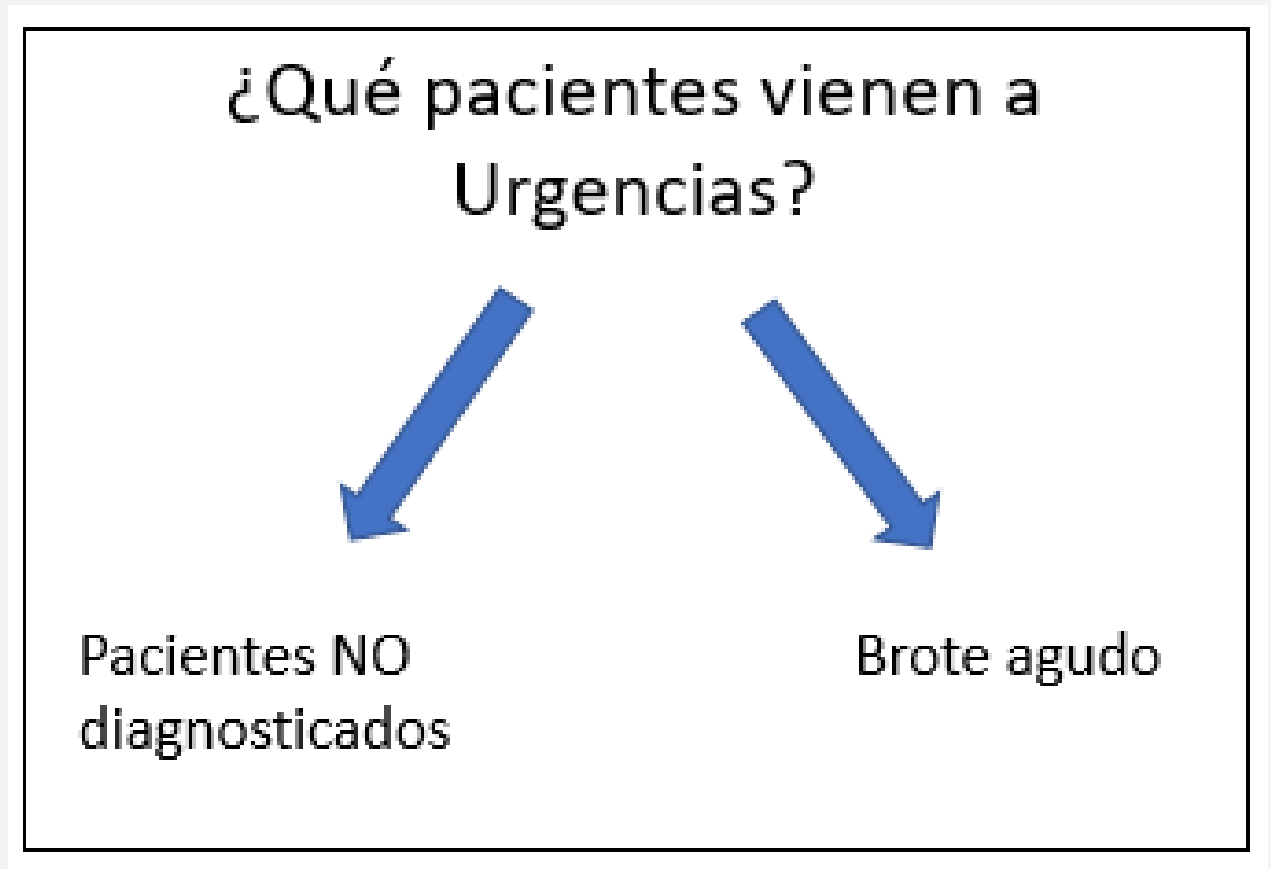 ¿Qué pacientes vienen a
Urgencias?
Pacientes NO
diagnosticados
Brote agudo